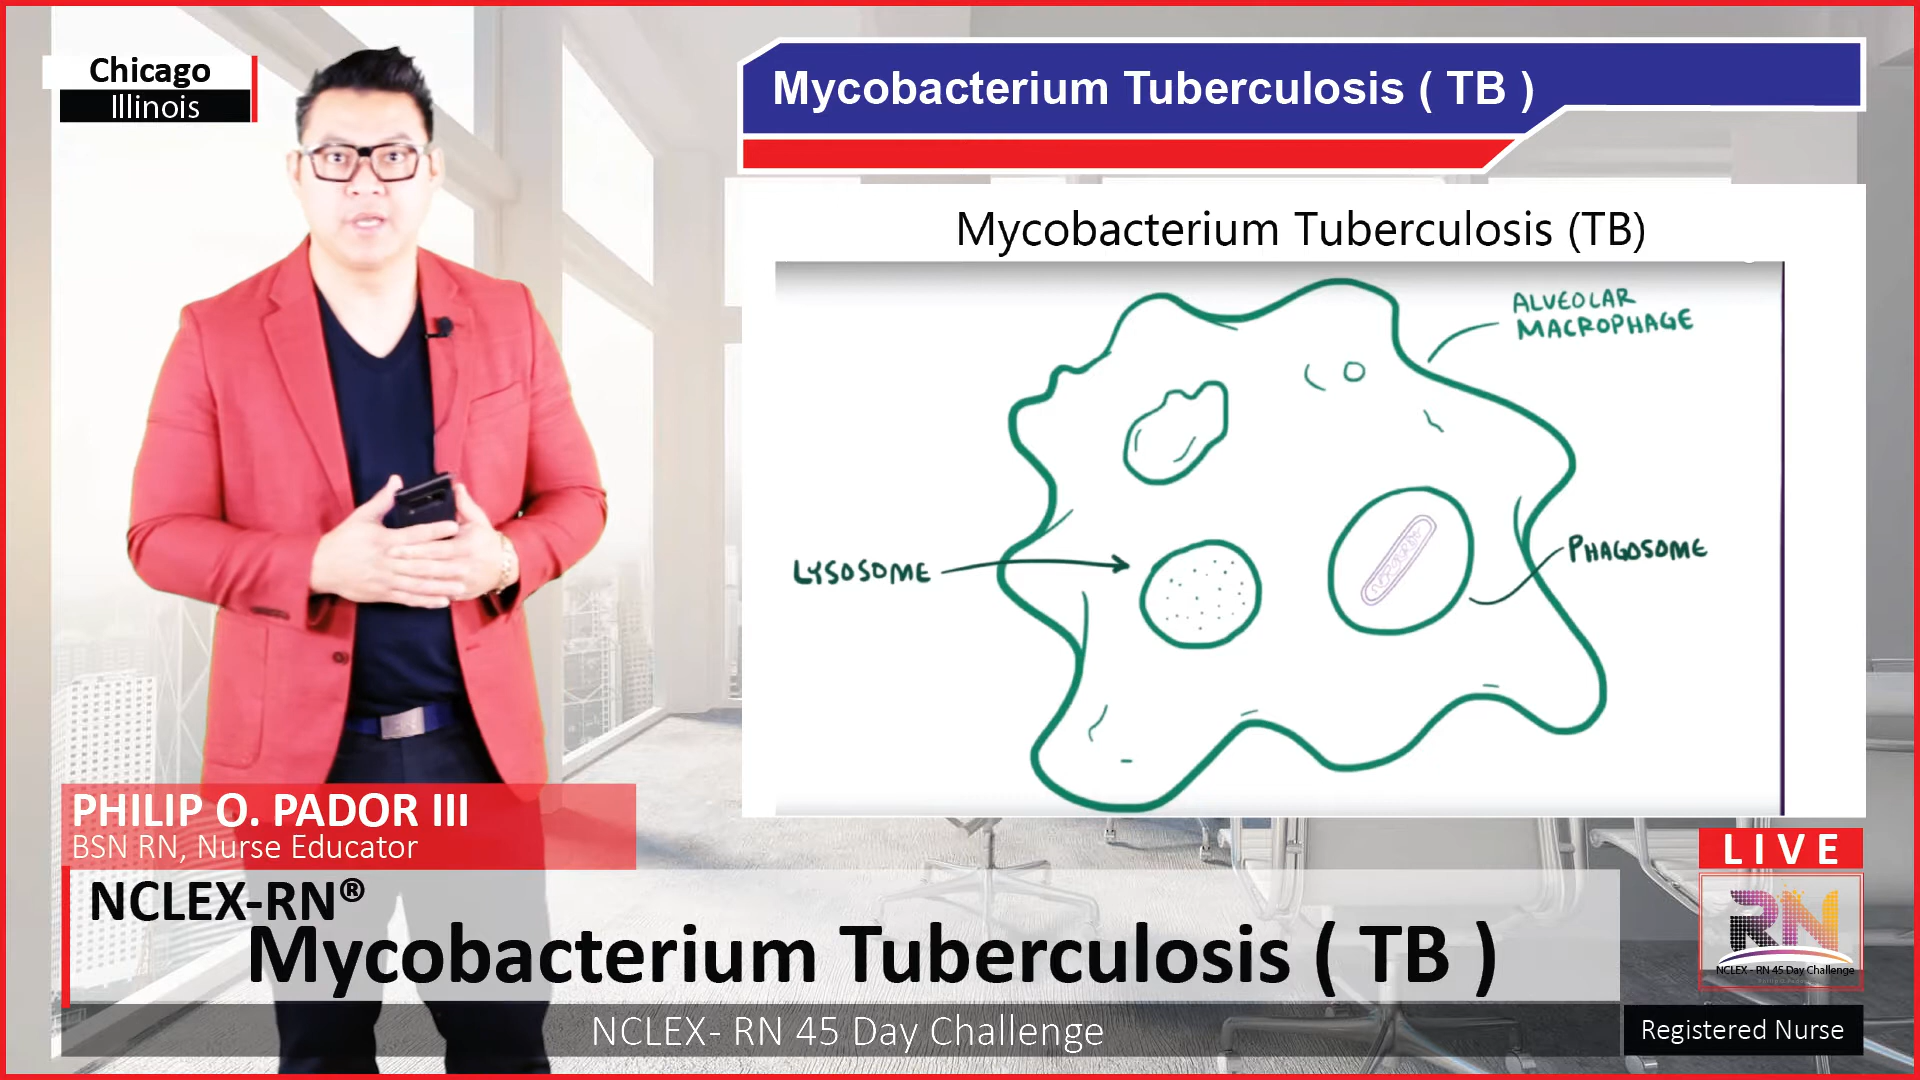 Chicago
Illinois
Mycobacterium Tuberculosis ( TB )
Mycobacterium Tuberculosis (TB)
ALVEOLAR
MACROPHAGE
LYSOSOME
PHAGOSOME
PHILIP O. PADOR III
BSN RN, Nurse Educator
NCLEX-RN®
Mycobacterium Tuberculosis ( TB )
NCLEX- RN 45 Day Challenge
LIVE
RN
NCLEX - RN 45 Day Challenge
Registered Nurse